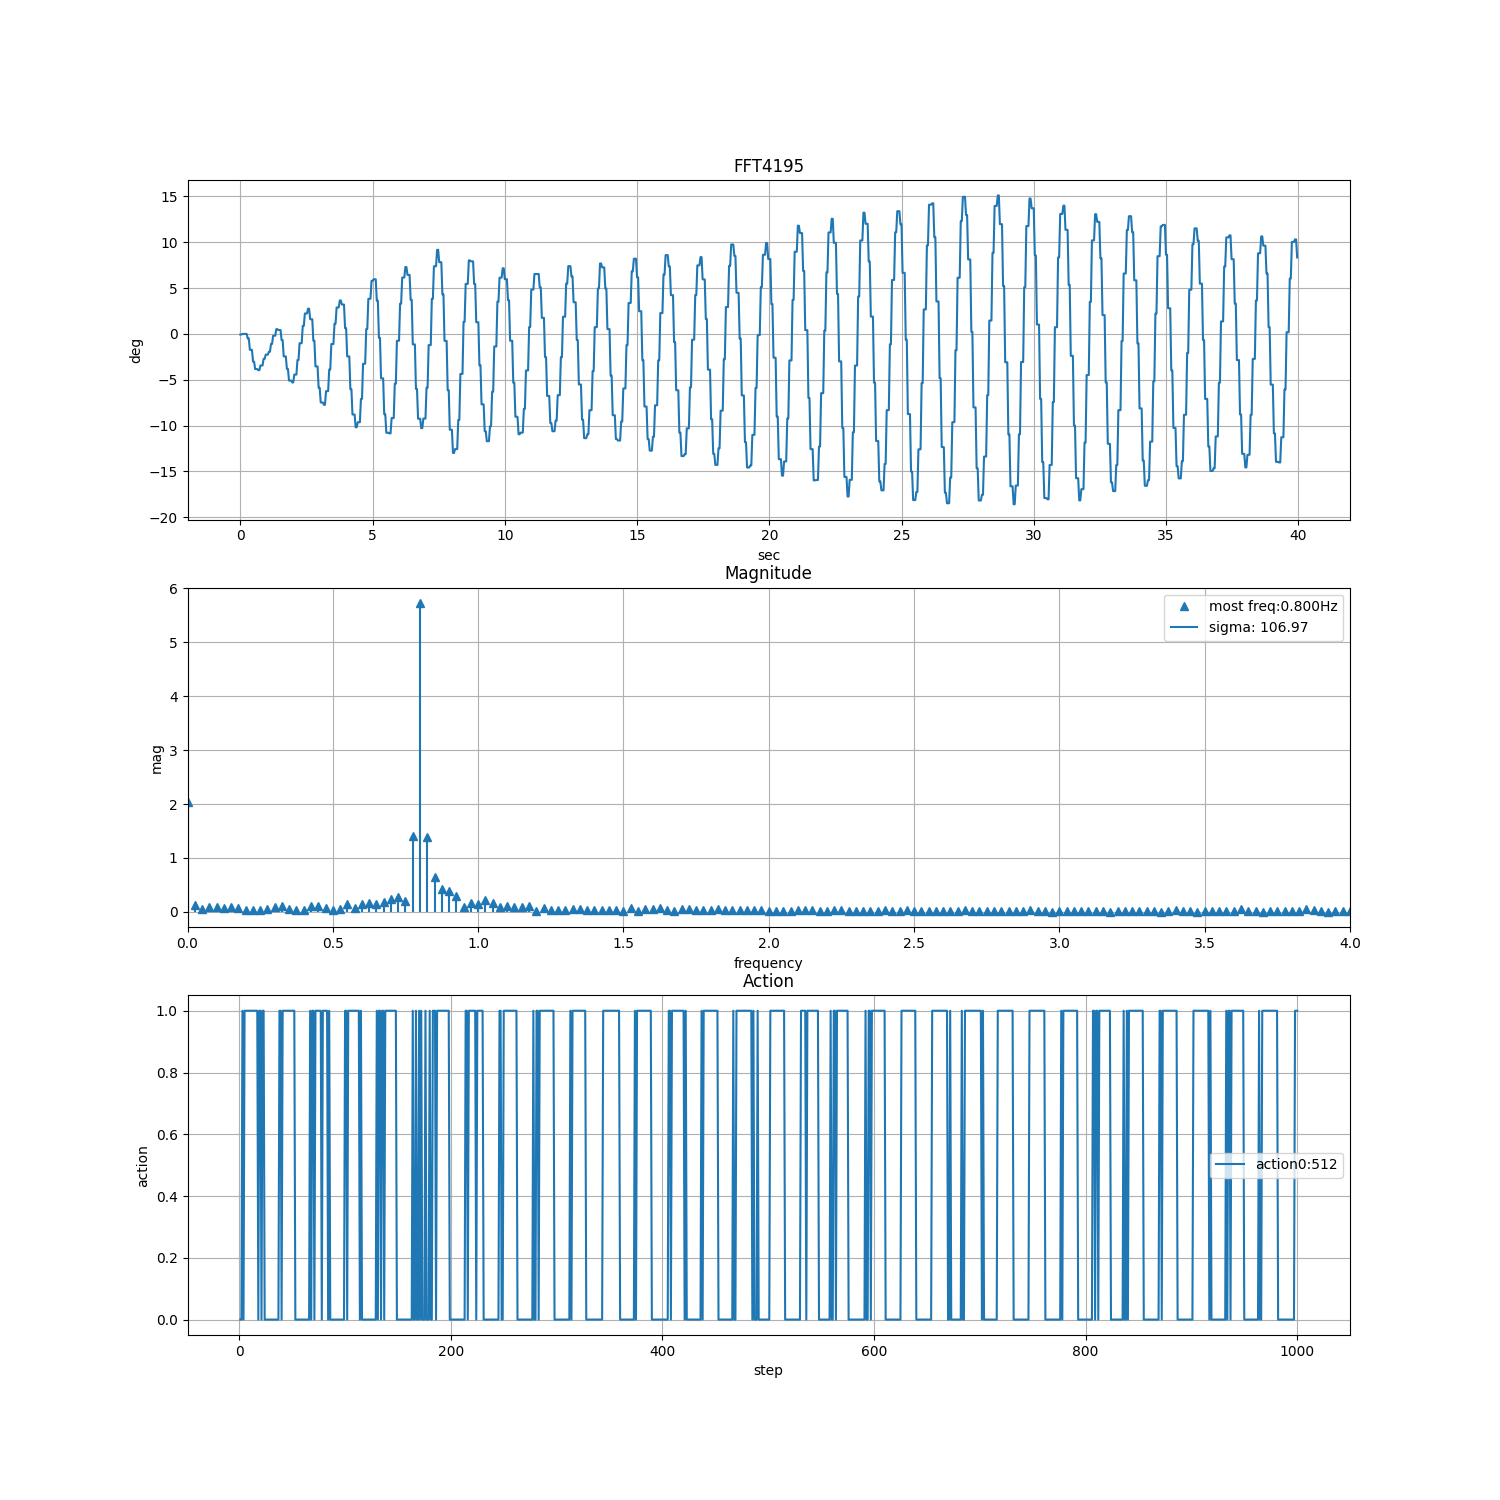 FFT4195
15
10
5
0
−5
−10
−15
−20
deg
0 5 10 15 20 25 30 35 40
sec
Magnitude
6
5
4
3
2
1
0
mag
most freq:0.800Hz
sigma: 106.97
0.0 0.5 1.0 1.5 2.0 2.5 3.0 3.5 4.0
frequency
Action
1.0
0.8
0.6
0.4
0.2
0.0
action
action0:512
0 200 400 600 800 1000
step